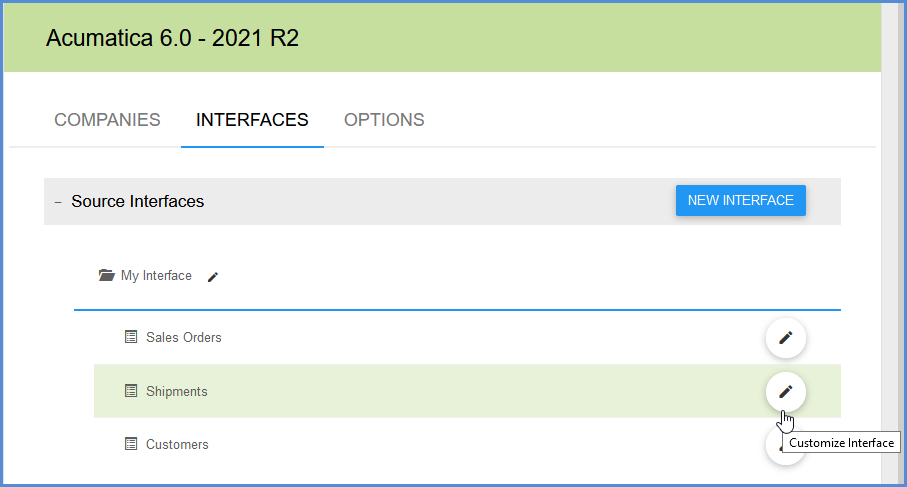 Acumatica 6.0 - 2021 R2
COMPANIES INTERFACES OPTIONS
− Source Interfaces NEW INTERFACE
My Interface
Sales Orders
Shipments
Customers
Customize Interface